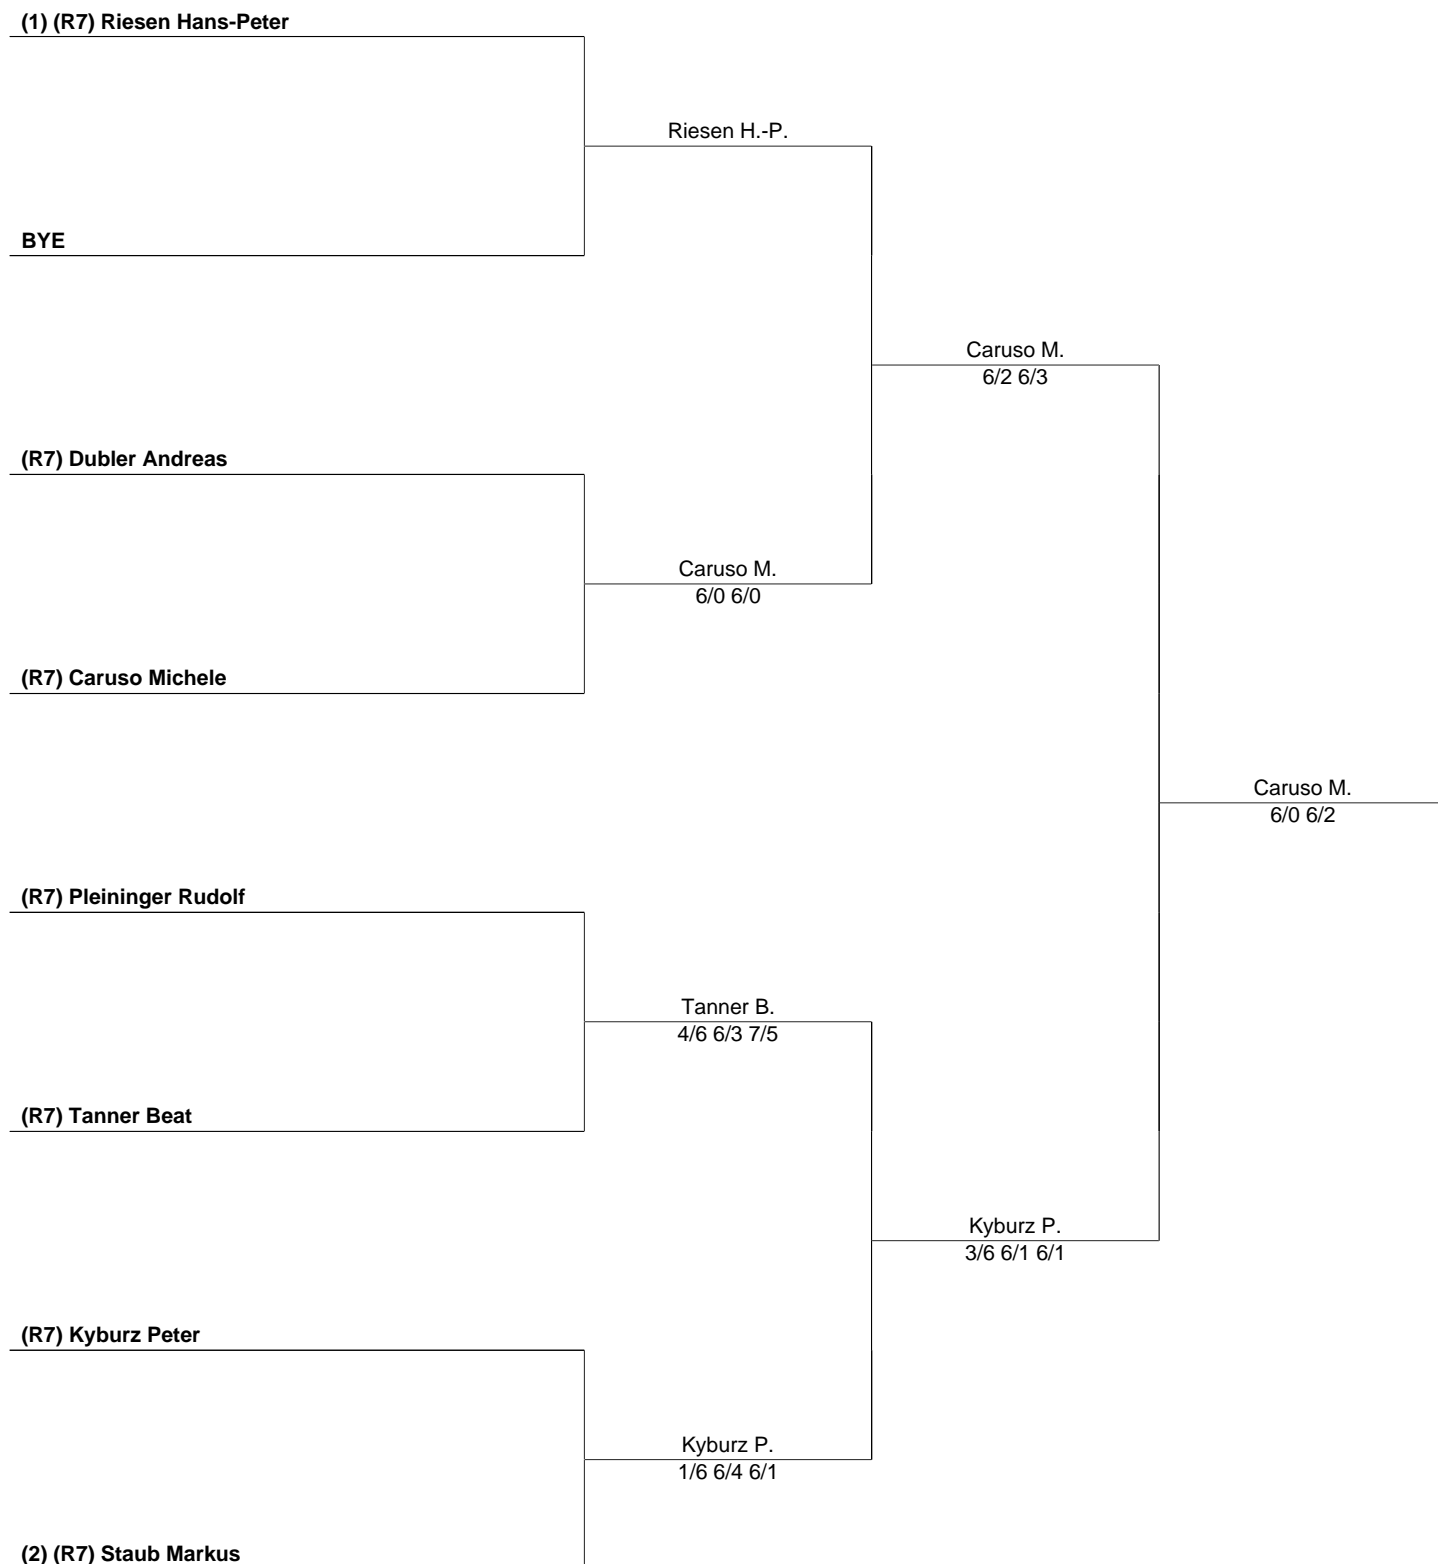 (1) (R7) Riesen Hans-Peter
Riesen H.-P.
BYE
Caruso M.
6/2 6/3
(R7) Dubler Andreas
Caruso M.
6/0 6/0
(R7) Caruso Michele
Caruso M.
6/0 6/2
(R7) Pleininger Rudolf
Tanner B.
4/6 6/3 7/5
(R7) Tanner Beat
Kyburz P.
3/6 6/1 6/1
(R7) Kyburz Peter
Kyburz P.
1/6 6/4 6/1
(2) (R7) Staub Markus